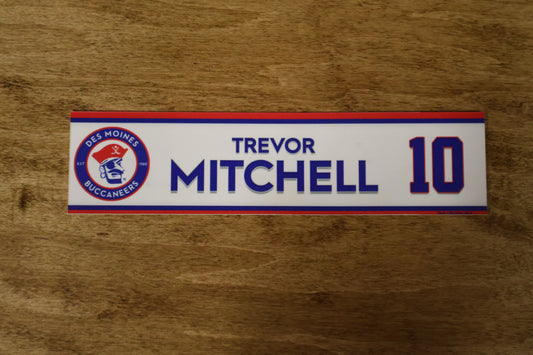 DES MOINES
EST 1980
BUCCANEERS
TREVOR
MITCHELL
10